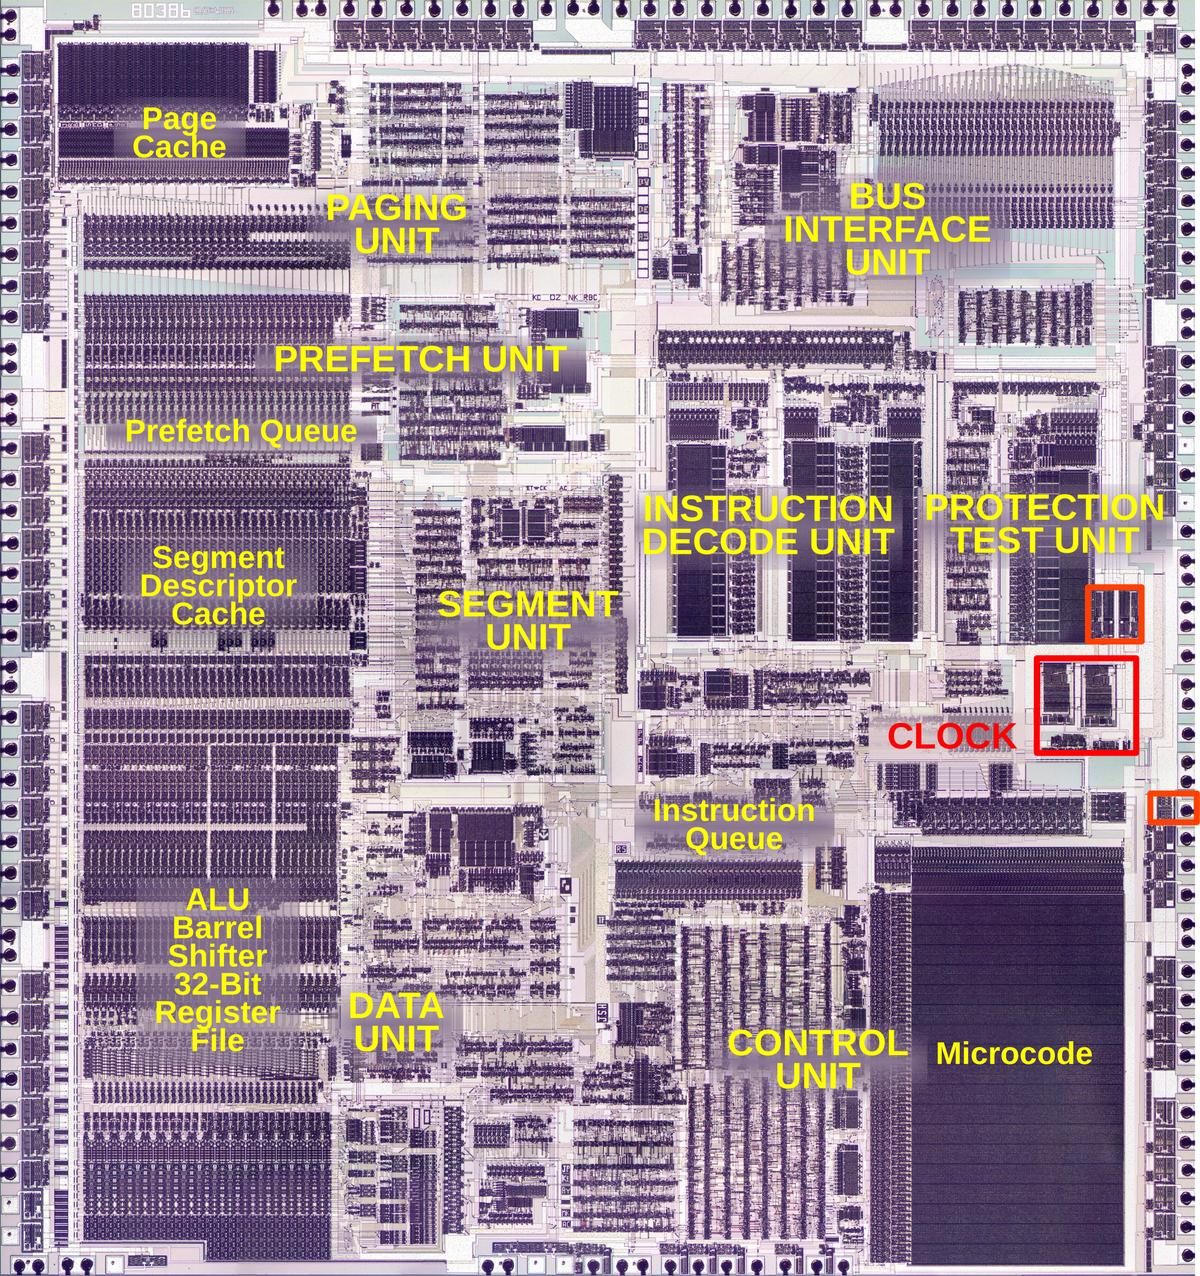 80386
Page
Cache
PAGING
UNIT
BUS
INTERFACE
UNIT
PREFETCH UNIT
Prefetch Queue
INSTRUCTION
DECODE UNIT
PROTECTION
TEST UNIT
Segment
Descriptor
Cache
SEGMENT
UNIT
CLOCK
Instruction
Queue
ALU
Barrel
Shifter
32-Bit
Register
File
DATA
UNIT
CONTROL
UNIT
Microcode